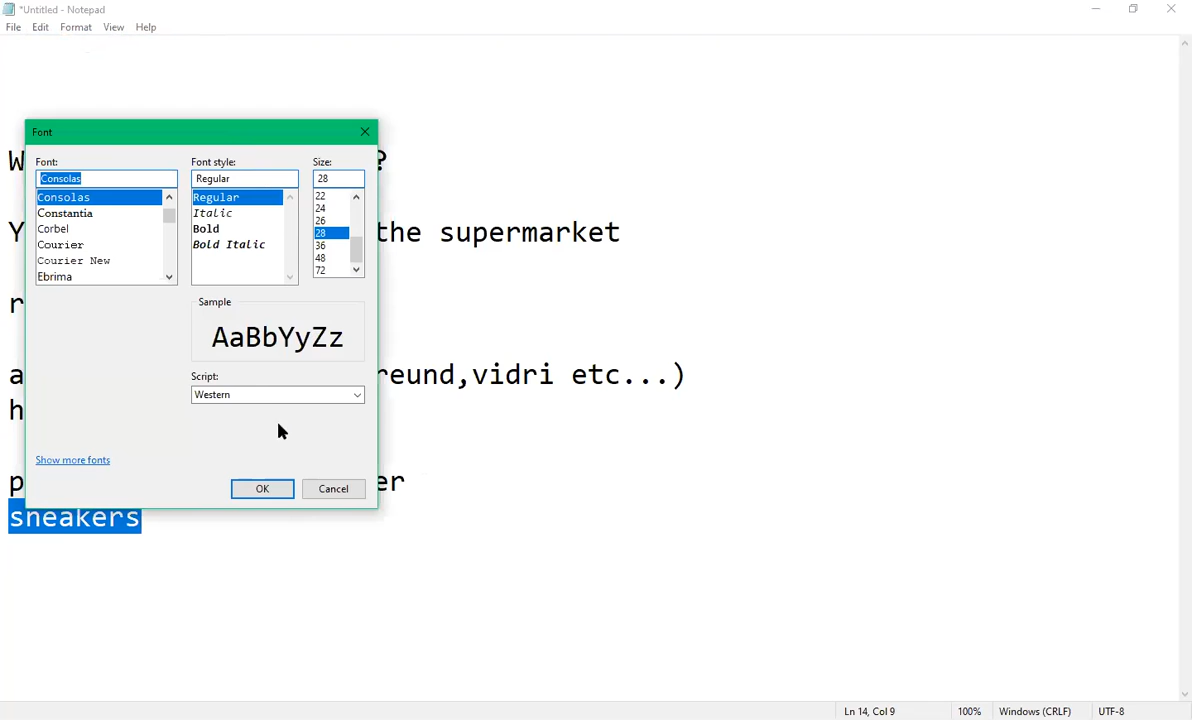 *Untitled - Notepad
File Edit Format View Help
Font
Font: Font style: Size:
Consolas Regular 28
Consolas Regular 22
Constantia Italic 24
Corbel Bold 26
Courier Bold Italic 28
Courier New 36
Ebrima 48
72
Sample
AaBbYyZz
Script:
Western
Show more fonts
OK Cancel
?
the supermarket
reund,vidri etc...)
er
sneakers
Ln 14, Col 9 100% Windows (CRLF) UTF-8